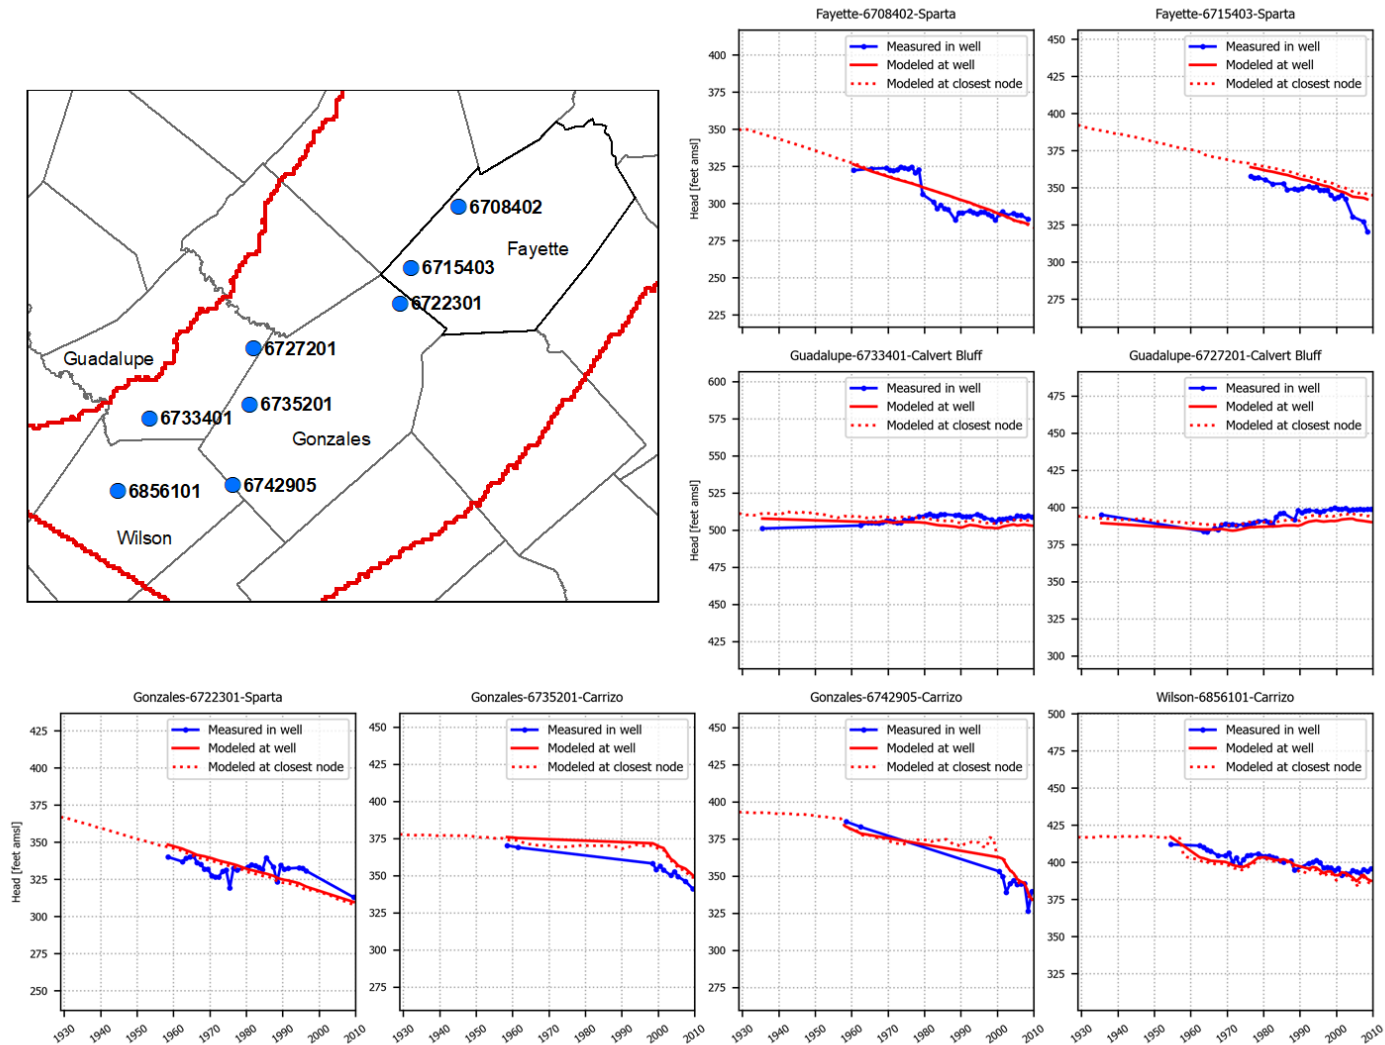 Fayette-6708402-Sparta
Measured in well
Modeled at well
Modeled at closest node
Head [feet amsl]
400
375
350
325
300
275
250
225
Fayette-6715403-Sparta
Measured in well
Modeled at well
Modeled at closest node
450
425
400
375
350
325
300
275
6708402
Fayette
6715403
6722301
6727201
Guadalupe
6735201
6733401
Gonzales
6742905
6856101
Wilson
Guadalupe-6733401-Calvert Bluff
Measured in well
Modeled at well
Modeled at closest node
Head [feet amsl]
600
575
550
525
500
475
450
425
Guadalupe-6727201-Calvert Bluff
Measured in well
Modeled at well
Modeled at closest node
475
450
425
400
375
350
325
300
Gonzales-6722301-Sparta
Measured in well
Modeled at well
Modeled at closest node
Head [feet amsl]
425
400
375
350
325
300
275
250
1930 1940 1950 1960 1970 1980 1990 2000 2010
Gonzales-6735201-Carrizo
Measured in well
Modeled at well
Modeled at closest node
450
425
400
375
350
325
300
275
1930 1940 1950 1960 1970 1980 1990 2000 2010
Gonzales-6742905-Carrizo
Measured in well
Modeled at well
Modeled at closest node
450
425
400
375
350
325
300
275
1930 1940 1950 1960 1970 1980 1990 2000 2010
Wilson-6856101-Carrizo
Measured in well
Modeled at well
Modeled at closest node
500
475
450
425
400
375
350
325
1930 1940 1950 1960 1970 1980 1990 2000 2010